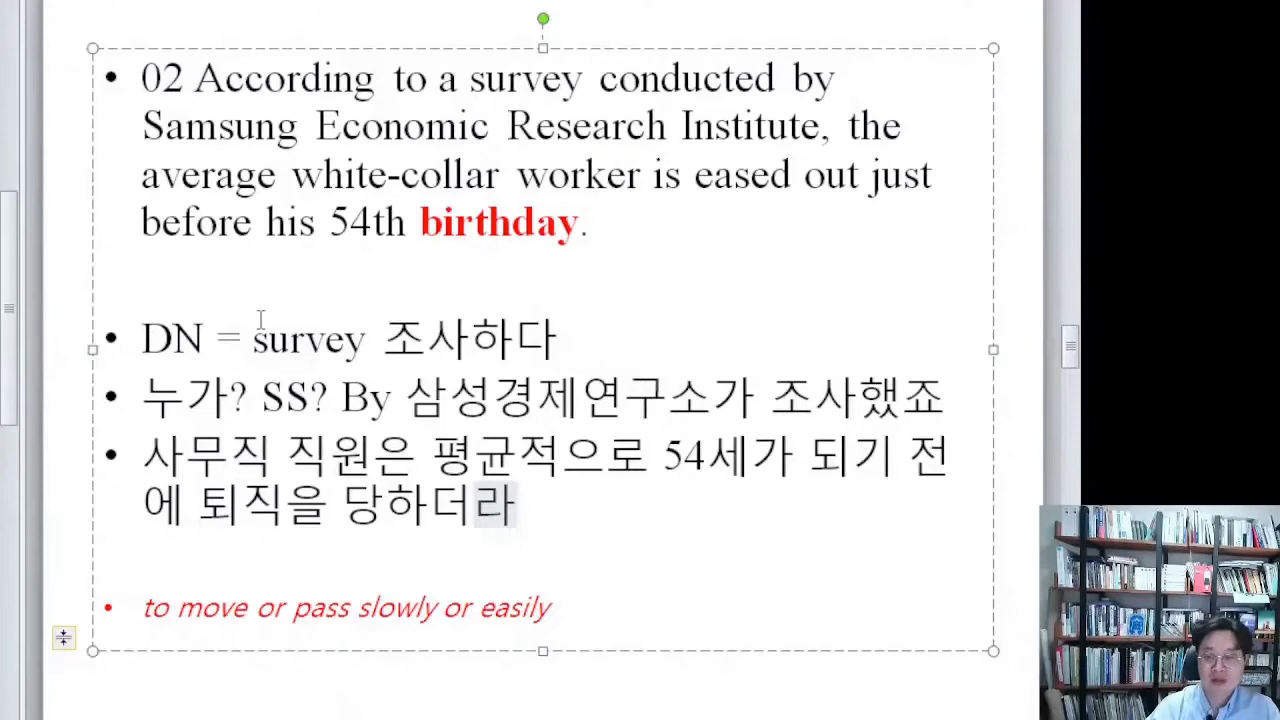 • 02 According to a survey conducted by
Samsung Economic Research Institute, the
average white-collar worker is eased out just
before his 54th birthday.
• DN = survey 조사하다
• 누가? SS? By 삼성경제연구소가 조사했죠
• 사무직 직원은 평균적으로 54세가 되기 전
에 퇴직을 당하더라
• to move or pass slowly or easily